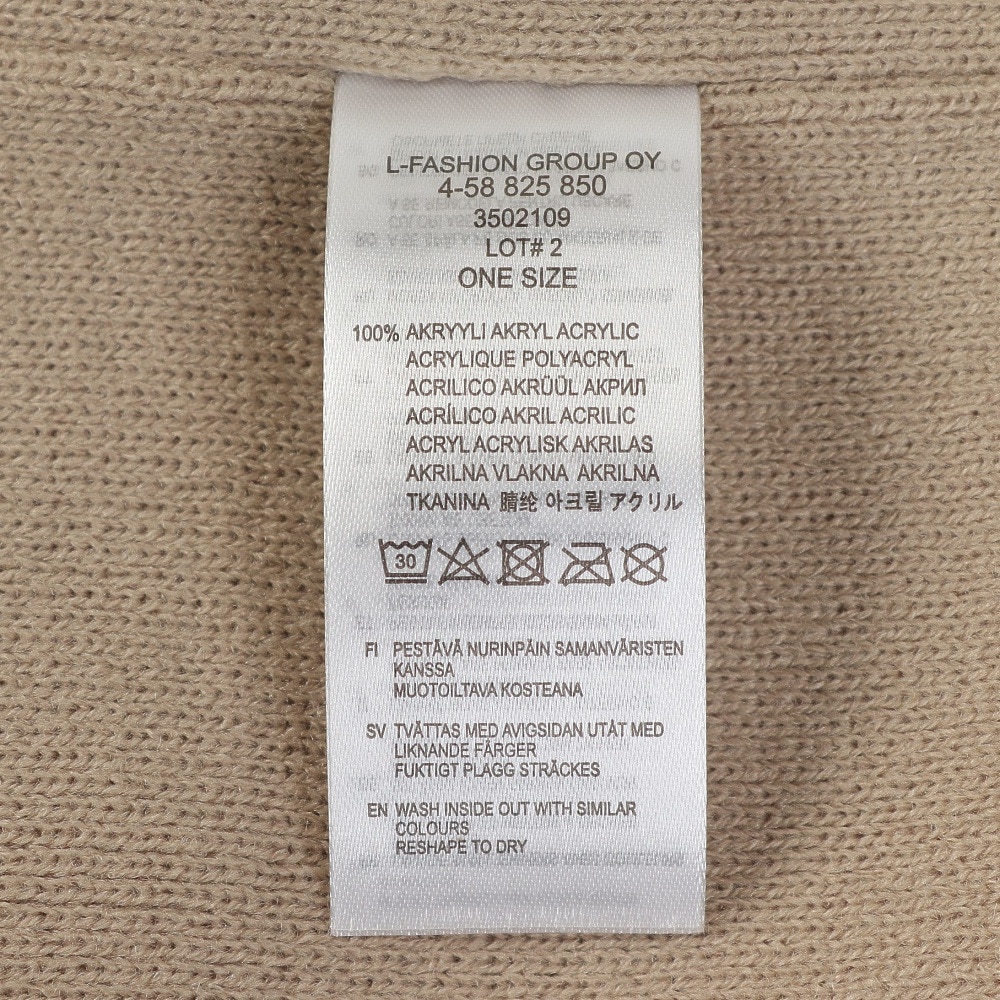 L-FASHION GROUP OY
4-58 825 850
3502109
LOT# 2
ONE SIZE
100% AKRYYLI AKRYL ACRYLIC
ACRYLIQUE POLYACRYL
ACRILICO AKRÜÜL АКРИЛ
ACRÍLICO AKRIL ACRILIC
ACRYL ACRYLISK AKRILAS
AKRILNA VLAKNA AKRILNA
TKANINA 腈纶 아크릴 アクリル
30
FI PESTÄVÄ NURINPÄIN SAMANVÄRISTEN
KANSSA
MUOTOILTAVA KOSTEANA
SV TVÄTTAS MED AVIGSIDAN UTÅT MED
LIKNANDE FÄRGER
FUKTIGT PLAGG STRÄCKES
EN WASH INSIDE OUT WITH SIMILAR
COLOURS
RESHAPE TO DRY